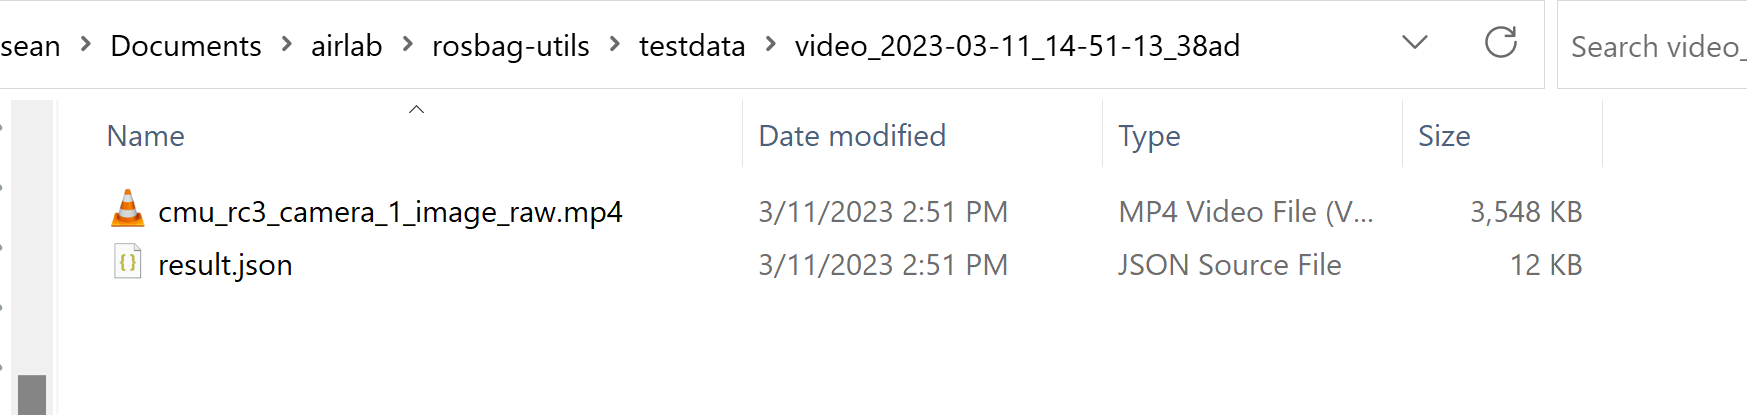 sean > Documents > airlab > rosbag-utils > testdata > video_2023-03-11_14-51-13_38ad Search video_
Name Date modified Type Size
cmu_rc3_camera_1_image_raw.mp4 3/11/2023 2:51 PM MP4 Video File (V... 3,548 KB
result.json 3/11/2023 2:51 PM JSON Source File 12 KB